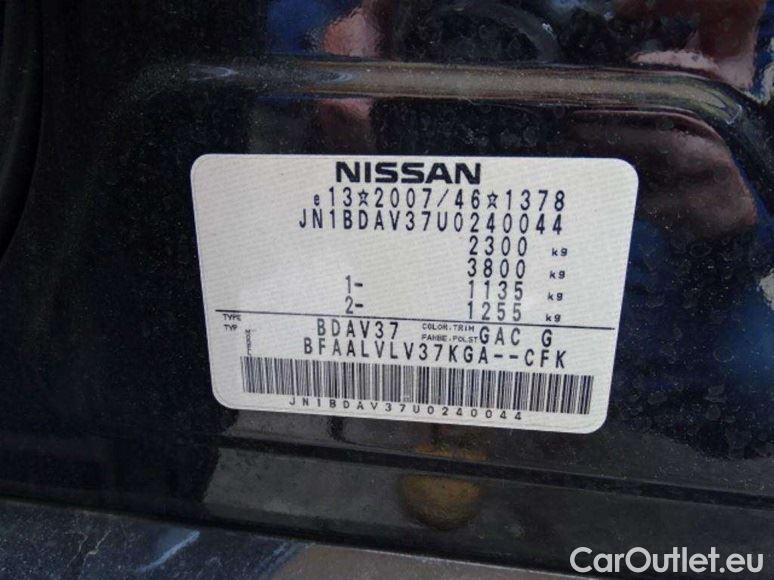 NISSAN
e13☆2007/46☆1378
JN1BDAV37U0240044
2300 kg
3800 kg
1- 1135 kg
2- 1255 kg
TYPE
TYP BDAV37 COLOR.TRIM FARBE.POLST GAC G
BFAALVLV37KGA--CFK
JN1BDAV37U0240044
CarOutlet.eu